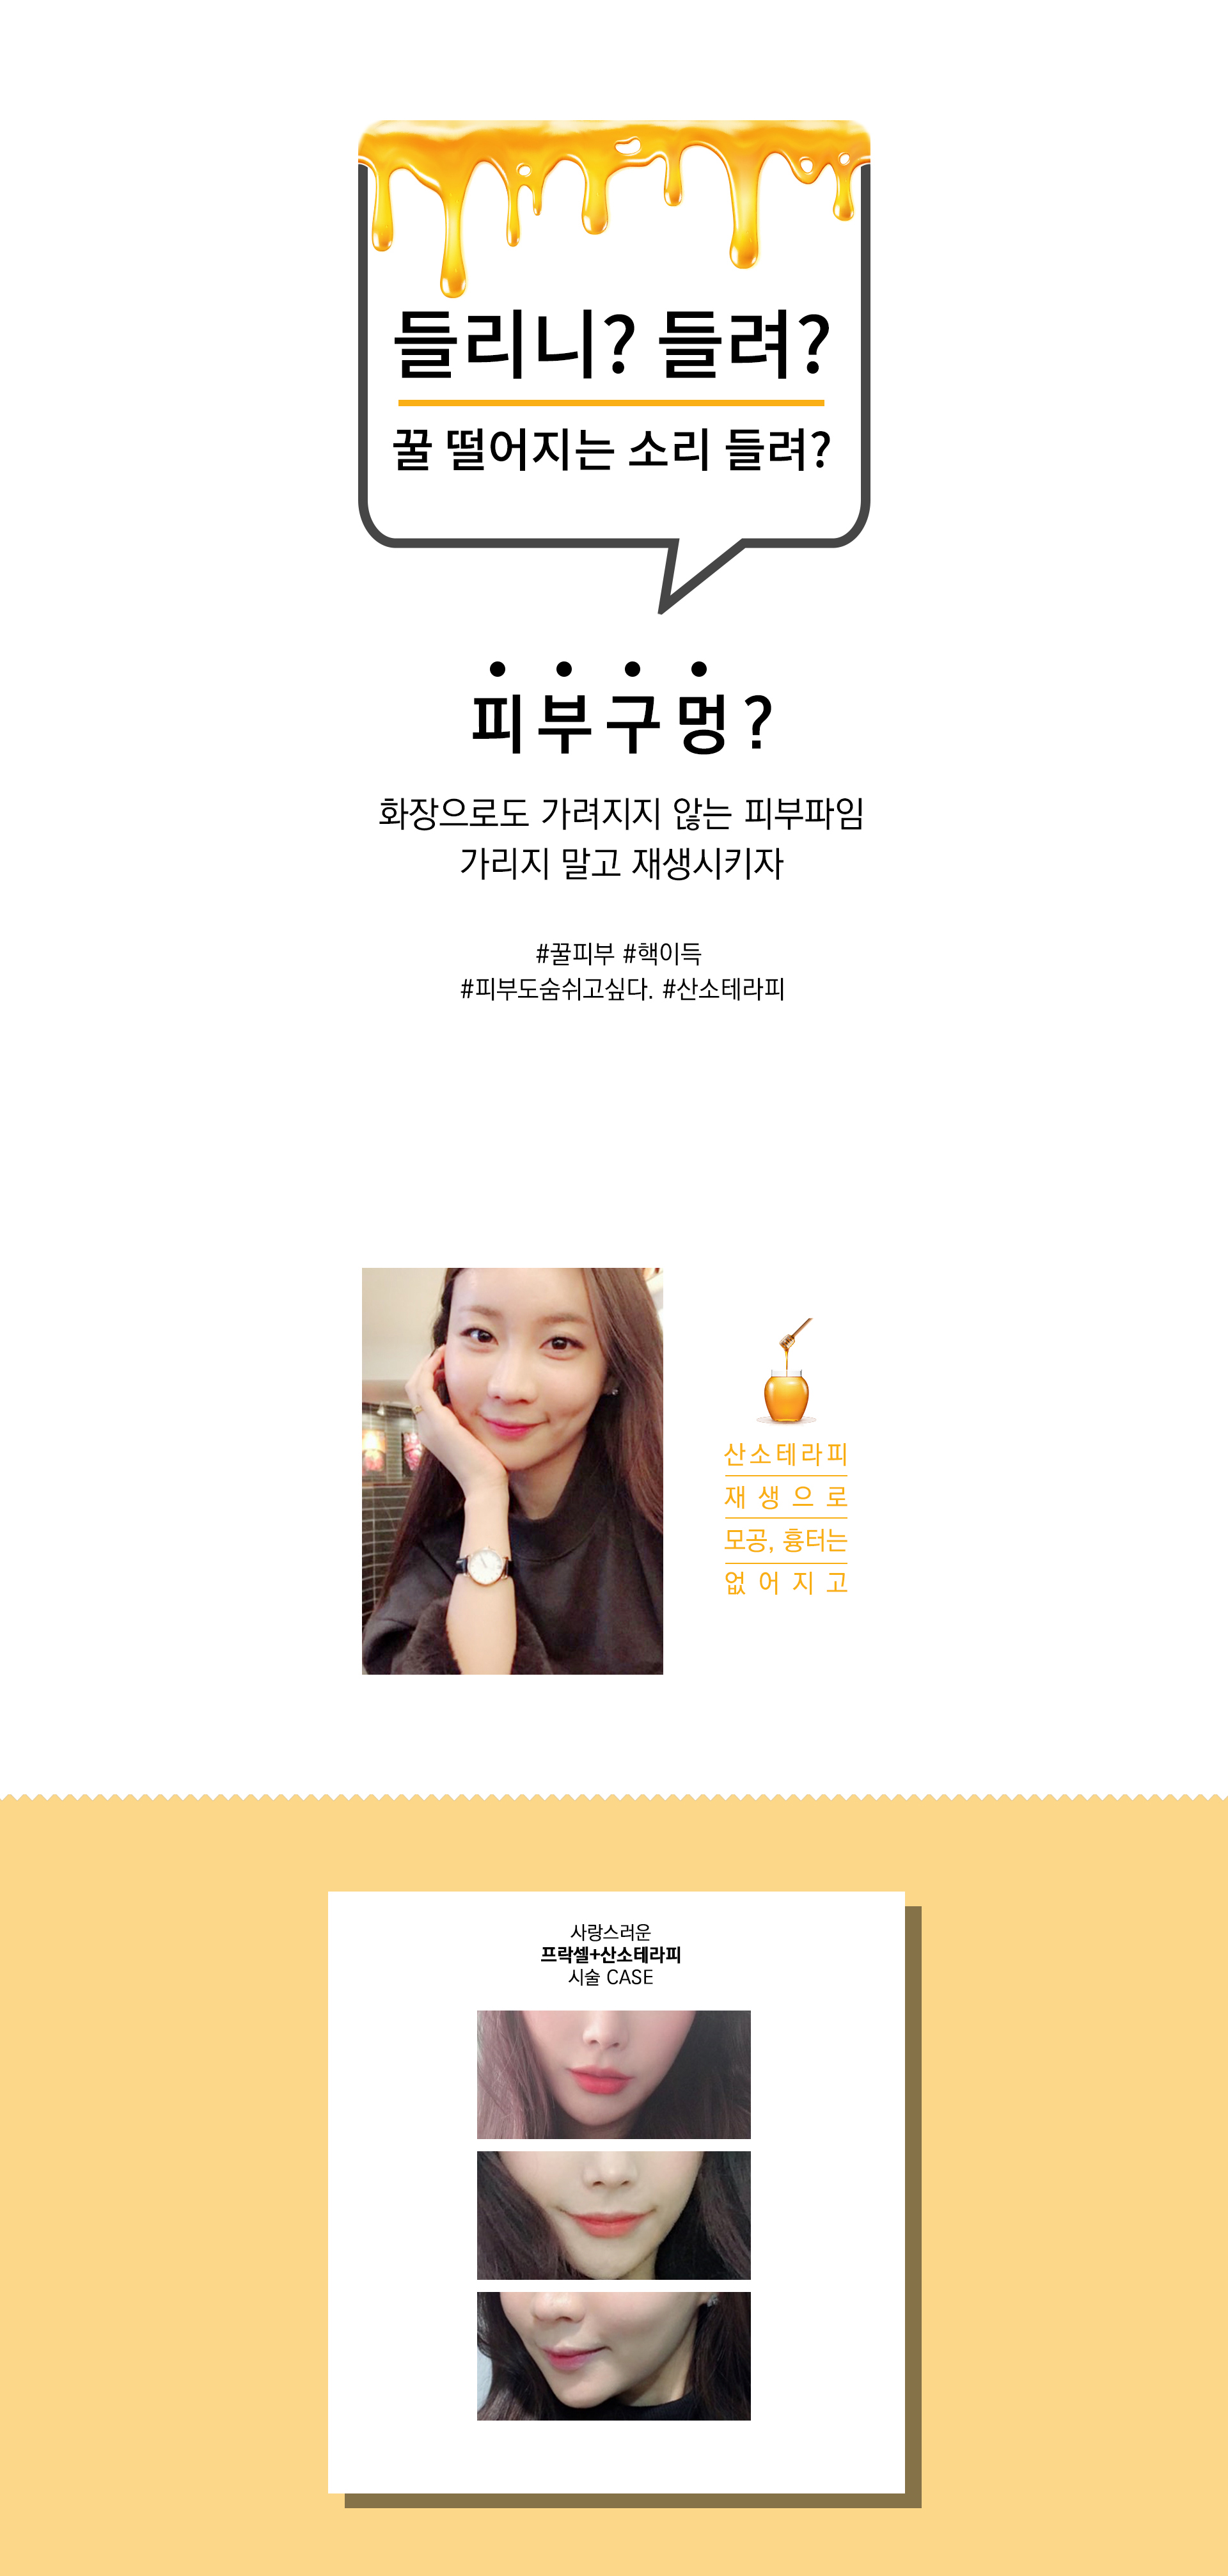 들리니? 들려?
꿀 떨어지는 소리 들려?
피부구멍?
화장으로도 가려지지 않는 피부파임
가리지 말고 재생시키자
#꿀피부 #핵이득
#피부도숨쉬고싶다. #산소테라피
산소테라피
재생으로
모공, 흉터는
없어지고
사랑스러운
프락셀+산소테라피
시술 CASE